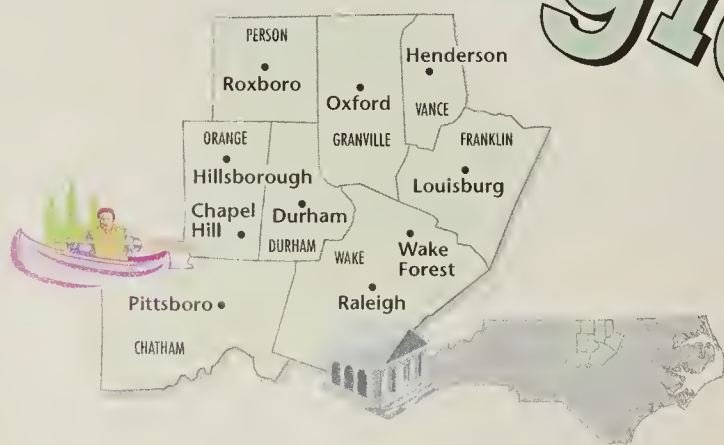 PERSON
Roxboro
Henderson
Oxford
VANCE
ORANGE
GRANVILLE
FRANKLIN
Hillsborough
Louisburg
Chapel
Hill
Durham
DURHAM
WAKE
Wake
Forest
Pittsboro
Raleigh
CHATHAM